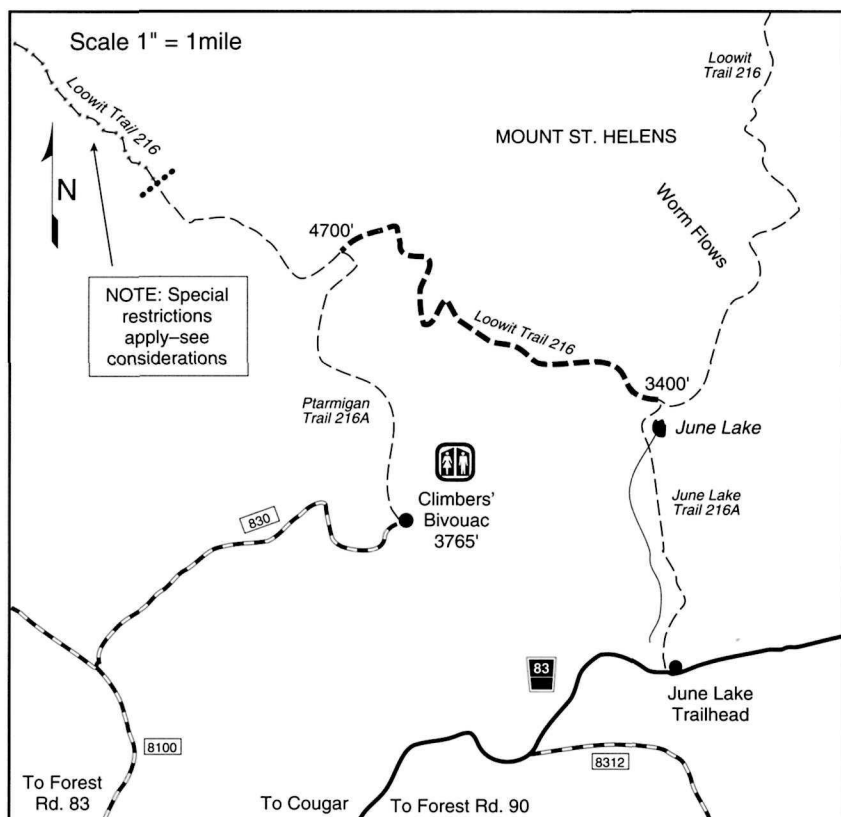 Scale 1" = 1mile
Loowit
Trail 216
Loowit Trail 216
MOUNT ST. HELENS
N
Worm Flows
4700'
NOTE: Special
restrictions
apply–see
considerations
Loowit Trail 216
3400'
Ptarmigan
Trail 216A
June Lake
Climbers'
Bivouac
3765'
830
June Lake
Trail 216A
83
June Lake
Trailhead
8100
8312
To Forest
Rd. 83
To Cougar
To Forest Rd. 90